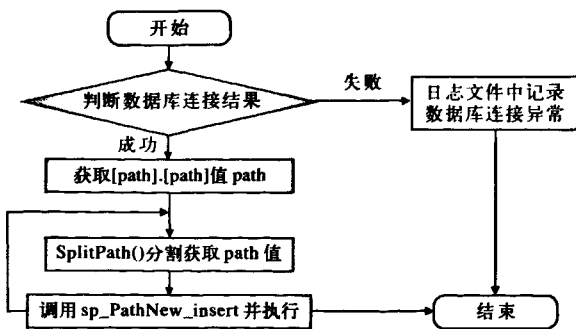 开始
判断数据库连接结果
失败
日志文件中记录
数据库连接异常
成功
获取[path].[path]值 path
SplitPath()分割获取 path 值
调用 sp_PathNew_insert 并执行
结束